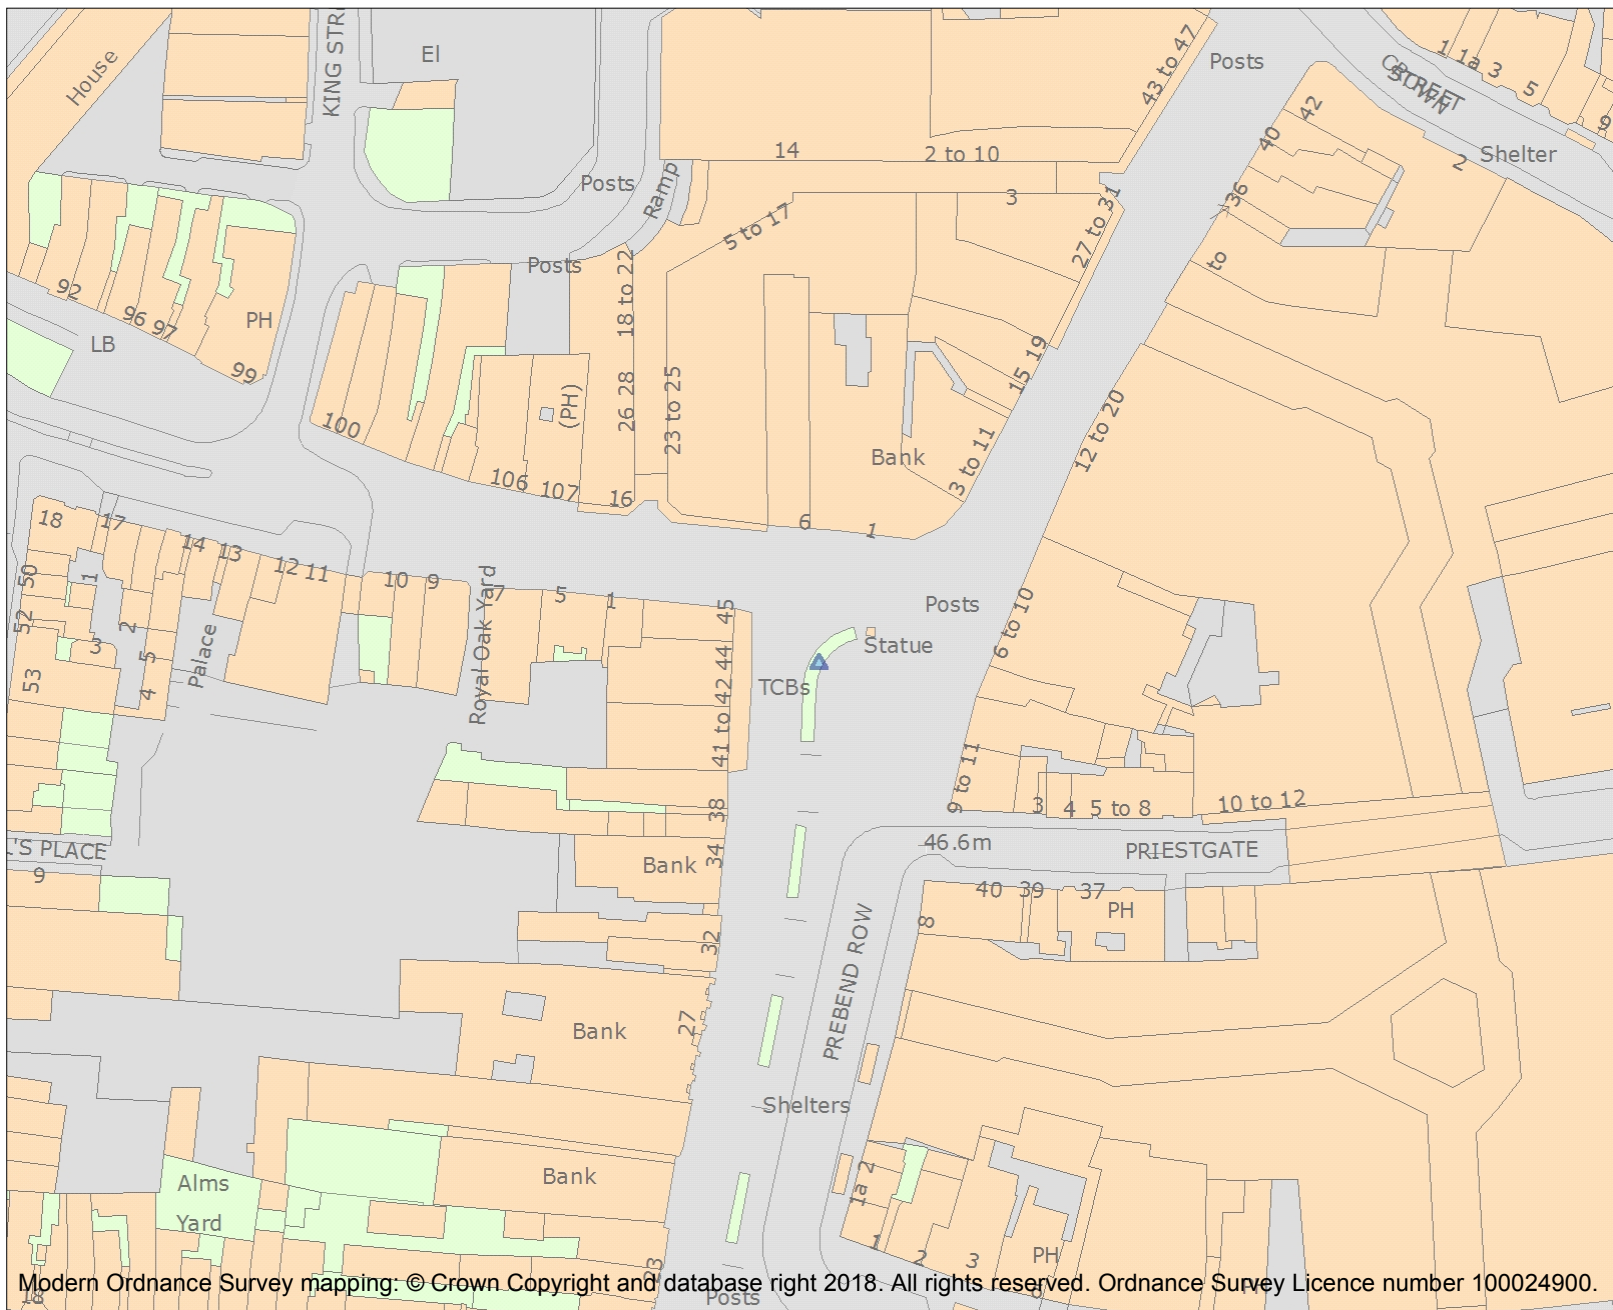 KING STR
El
House
43 to 47
Posts
CROWN
STREET
1 1a 3
5
9
Shelter
2
42
40
36
to
14
2 to 10
Posts
Ramp
3
27 to 31
5 to 17
Posts
18 to 22
92
96 97
PH
LB
99
100
(PH)
26 28
23 to 25
15 19
12 to 20
Bank
3 to 11
106 107
16
6
1
18
17
14 13
12 11
10 9
7
5
1
45
Posts
6 to 10
50
52
53
1
2
3
5
4
Palace
Royal Oak Yard
Statue
44
41 to 42
TCBs
9 to 11
3
4
5 to 8
10 to 12
38
34
46.6m
PRIESTGATE
'S PLACE
9
Bank
40 39
37
PH
8
32
PREBEND ROW
27
Bank
Shelters
Bank
Alms
Yard
1a 2
1
2
3
PH
23
Posts
18
PH
Modern Ordnance Survey mapping: © Crown Copyright and database right 2018. All rights reserved. Ordnance Survey Licence number 100024900.